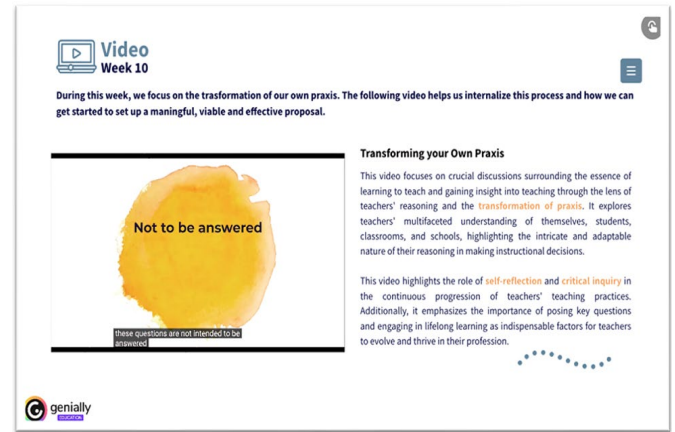 Video
Week 10
During this week, we focus on the trasformation of our own praxis. The following video helps us internalize this process and how we can
get started to set up a maningful, viable and effective proposal.
Not to be answered
these questions are not intended to be
answered
Transforming your Own Praxis
This video focuses on crucial discussions surrounding the essence of
learning to teach and gaining insight into teaching through the lens of
teachers' reasoning and the transformation of praxis. It explores
teachers' multifaceted understanding of themselves, students,
classrooms, and schools, highlighting the intricate and adaptable
nature of their reasoning in making instructional decisions.
This video highlights the role of self-reflection and critical inquiry in
the continuous progression of teachers' teaching practices.
Additionally, it emphasizes the importance of posing key questions
and engaging in lifelong learning as indispensable factors for teachers
to evolve and thrive in their profession.
genially
EDUCATION